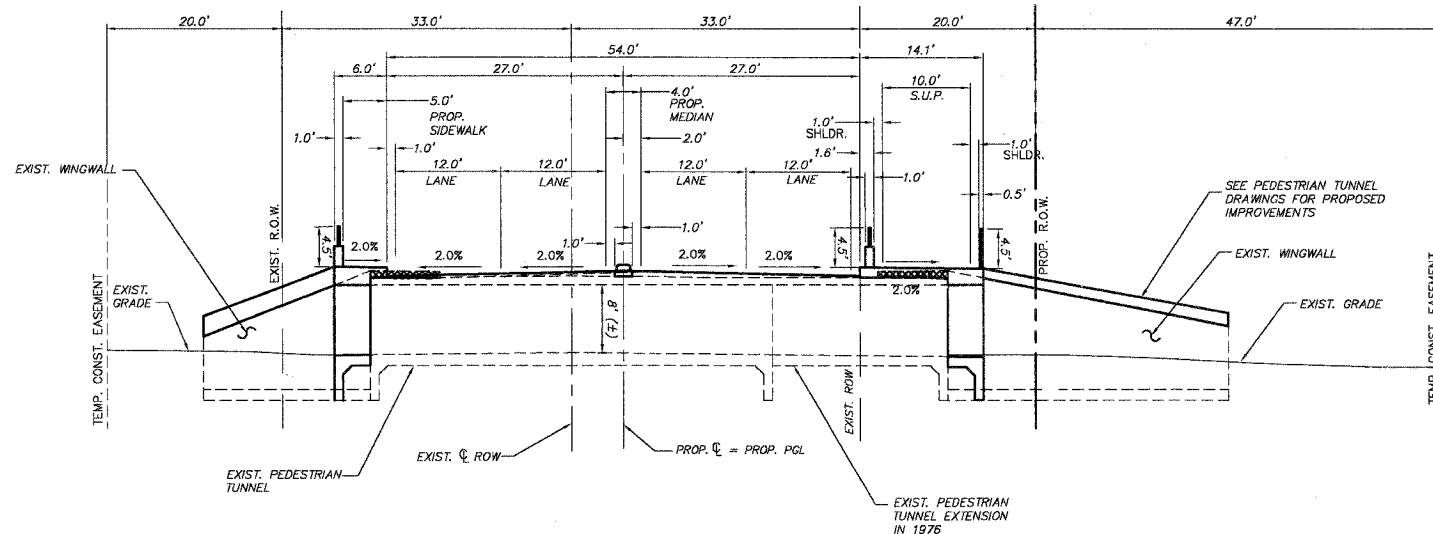 20.0'
33.0'
33.0'
20.0'
47.0'
54.0'
14.1'
6.0'
27.0'
27.0'
10.0'
S.U.P.
4.0'
PROP.
MEDIAN
5.0'
PROP.
SIDEWALK
1.0'
SHLDR.
1.0'
2.0'
1.0'
SHLDR.
1.0'
1.6'
12.0'
LANE
12.0'
LANE
12.0'
LANE
12.0'
LANE
1.0'
0.5'
EXIST. WINGWALL
SEE PEDESTRIAN TUNNEL
DRAWINGS FOR PROPOSED
IMPROVEMENTS
EXIST. R.O.W.
PROP. R.O.W.
1.0'
1.0'
4.5'
2.0%
2.0%
2.0%
2.0%
2.0%
4.5'
4.5'
2.0%
EXIST. WINGWALL
EXIST.
GRADE
EXIST. GRADE
8' (±)
TEMP. CONST. EASEMENT
EXIST. ROW
TEMP. CONST. EASEMENT
EXIST. ℄ ROW
PROP. ℄ = PROP. PGL
EXIST. PEDESTRIAN
TUNNEL
EXIST. PEDESTRIAN
TUNNEL EXTENSION
IN 1976